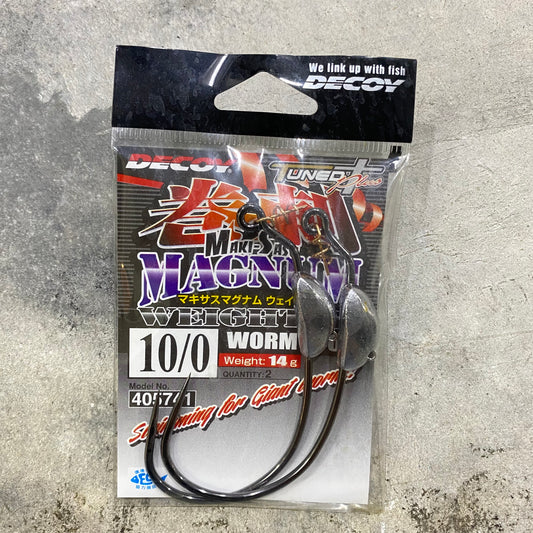 We link up with fish
DECOY
DECOY TUNED Plus
巻刺
MAKI-SAS
MAGNUM
マキサスマグナム ウェイ
WEIGHT
10/0 WORM
Weight: 14g
QUANTITY: 2
Model No.
405741
Swimming for Giant Worms